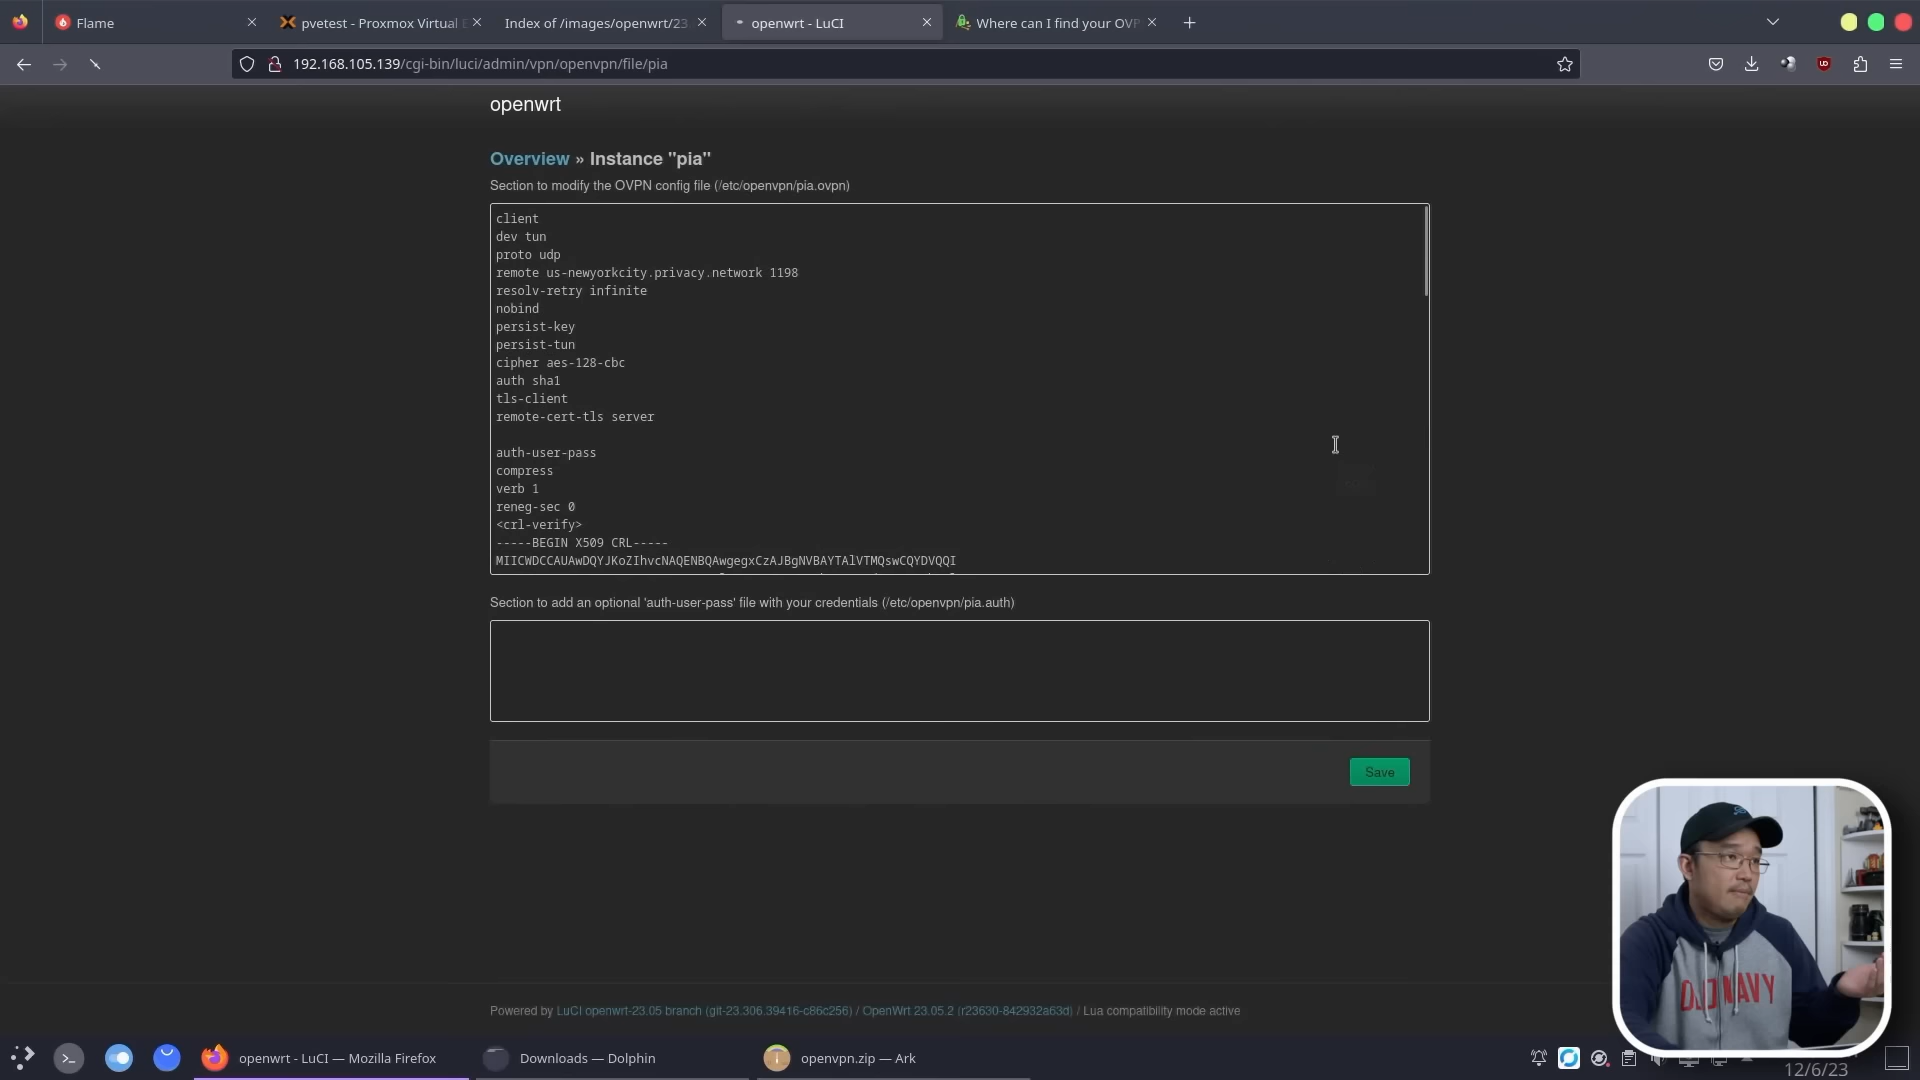 Flame
pvetest - Proxmox Virtual E
Index of /images/openwrt/23
openwrt - LuCI
Where can I find your OVP
192.168.105.139/cgi-bin/luci/admin/vpn/openvpn/file/pia
openwrt
Overview » Instance "pia"
Section to modify the OVPN config file (/etc/openvpn/pia.ovpn)
client
dev tun
proto udp
remote us-newyorkcity.privacy.network 1198
resolv-retry infinite
nobind
persist-key
persist-tun
cipher aes-128-cbc
auth sha1
tls-client
remote-cert-tls server
auth-user-pass
compress
verb 1
reneg-sec 0
<crl-verify>
-----BEGIN X509 CRL-----
MIICWDCCAUAwDQYJKoZIhvcNAQENBQAwgegxCzAJBgNVBAYTAlVTMQswCQYDVQQI
Section to add an optional 'auth-user-pass' file with your credentials (/etc/openvpn/pia.auth)
Save
OLD NAVY
Powered by LuCI openwrt-23.05 branch (git-23.306.39416-c86c256) / OpenWrt 23.05.2 (r23630-842932a63d) / Lua compatibility mode active
openwrt - LuCI — Mozilla Firefox
Downloads — Dolphin
openvpn.zip — Ark
12/6/23